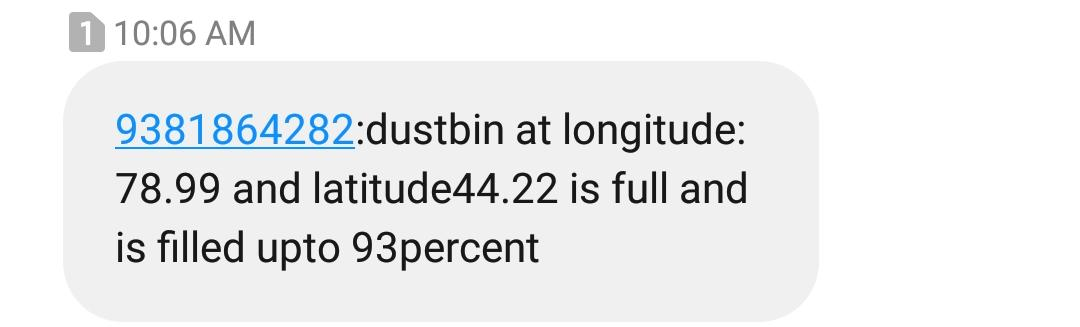 1 10:06 AM
9381864282:dustbin at longitude:
78.99 and latitude44.22 is full and
is filled upto 93percent